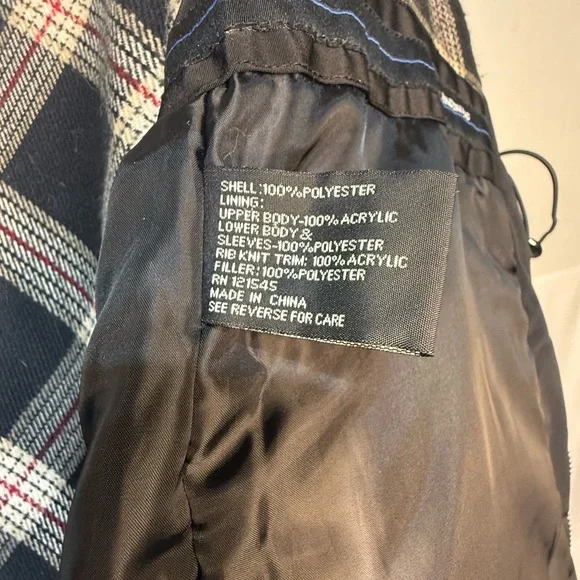 SHELL:100%POLYESTER
LINING:
UPPER BODY-100% ACRYLIC
LOWER BODY &
SLEEVES-100%POLYESTER
RIB KNIT TRIM: 100% ACRYLIC
FILLER: 100%POLYESTER
RN 121545
MADE IN CHINA
SEE REVERSE FOR CARE